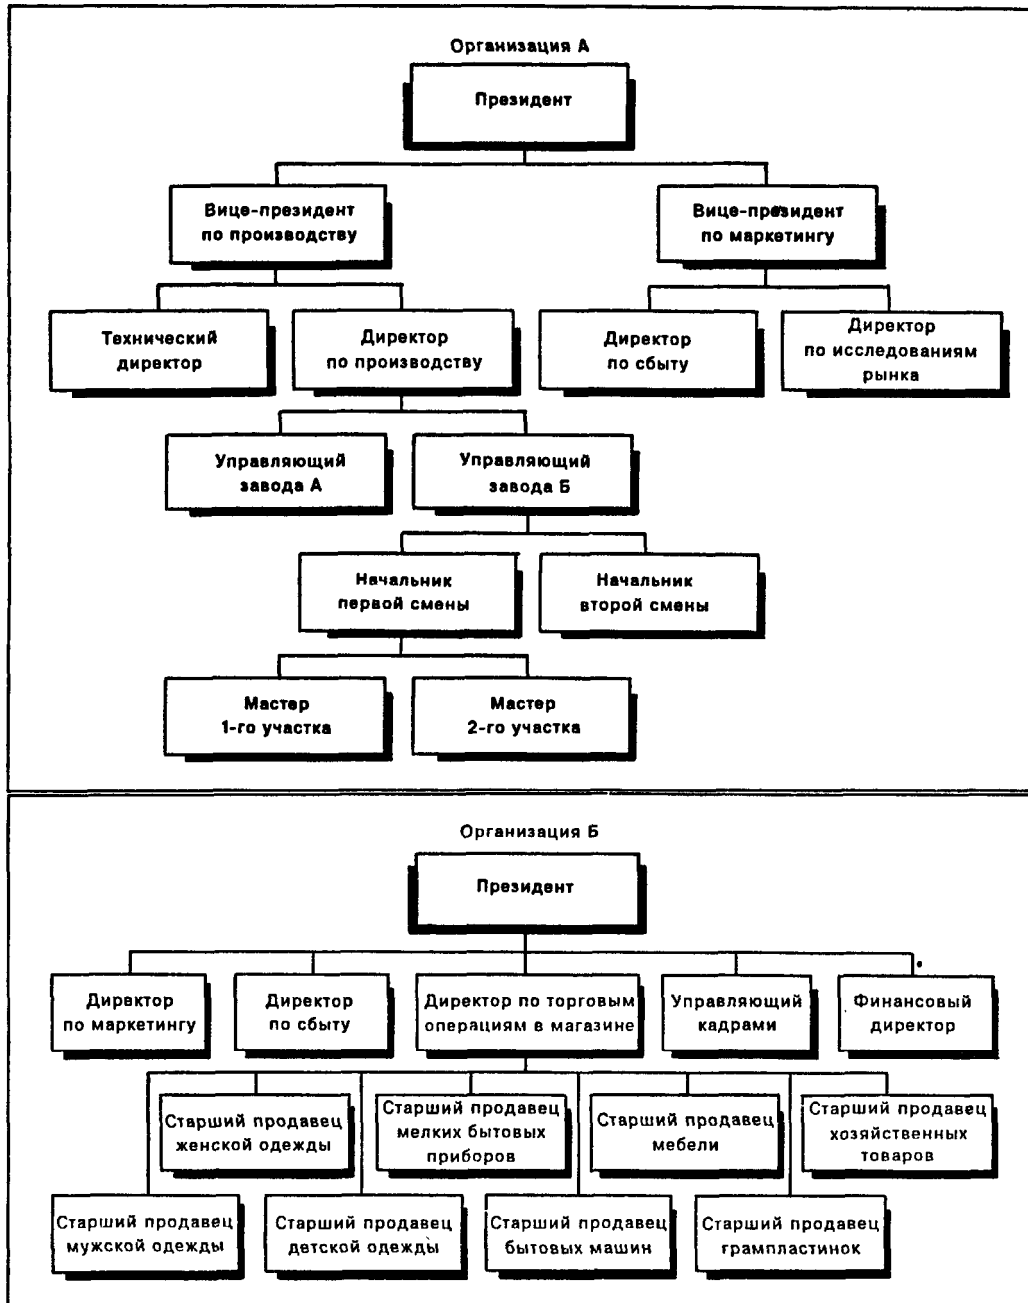 Организация А
Президент
Вице-президент
по производству
Вице-президент
по маркетингу
Технический
директор
Директор
по производству
Директор
по сбыту
Директор
по исследованиям
рынка
Управляющий
завода А
Управляющий
завода Б
Начальник
первой смены
Начальник
второй смены
Мастер
1-го участка
Мастер
2-го участка
Организация Б
Президент
Директор
по маркетингу
Директор
по сбыту
Директор по торговым
операциям в магазине
Управляющий
кадрами
Финансовый
директор
Старший продавец
женской одежды
Старший продавец
мелких бытовых
приборов
Старший продавец
мебели
Старший продавец
хозяйственных
товаров
Старший продавец
мужской одежды
Старший продавец
детской одежды
Старший продавец
бытовых машин
Старший продавец
грампластинок